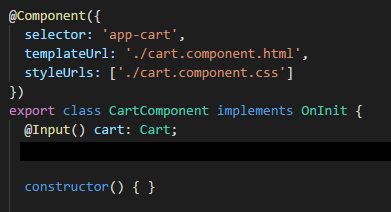 @Component({
  selector: 'app-cart',
  templateUrl: './cart.component.html',
  styleUrls: ['./cart.component.css']
})
export class CartComponent implements OnInit {
  @Input() cart: Cart;
  constructor() { }